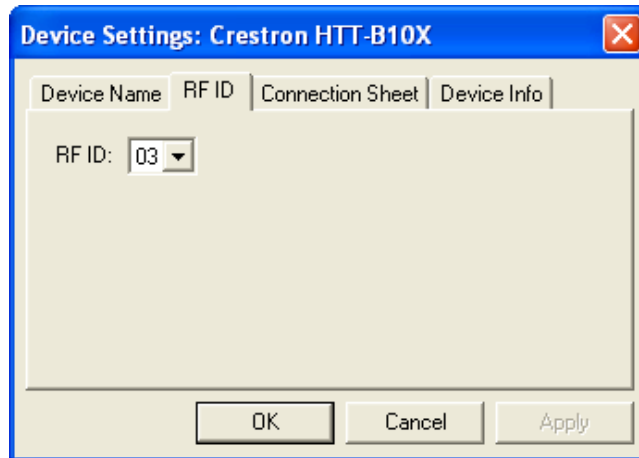 Device Settings: Crestron HTT-B10X
Device Name RF ID Connection Sheet Device Info
RF ID: 03
OK Cancel Apply